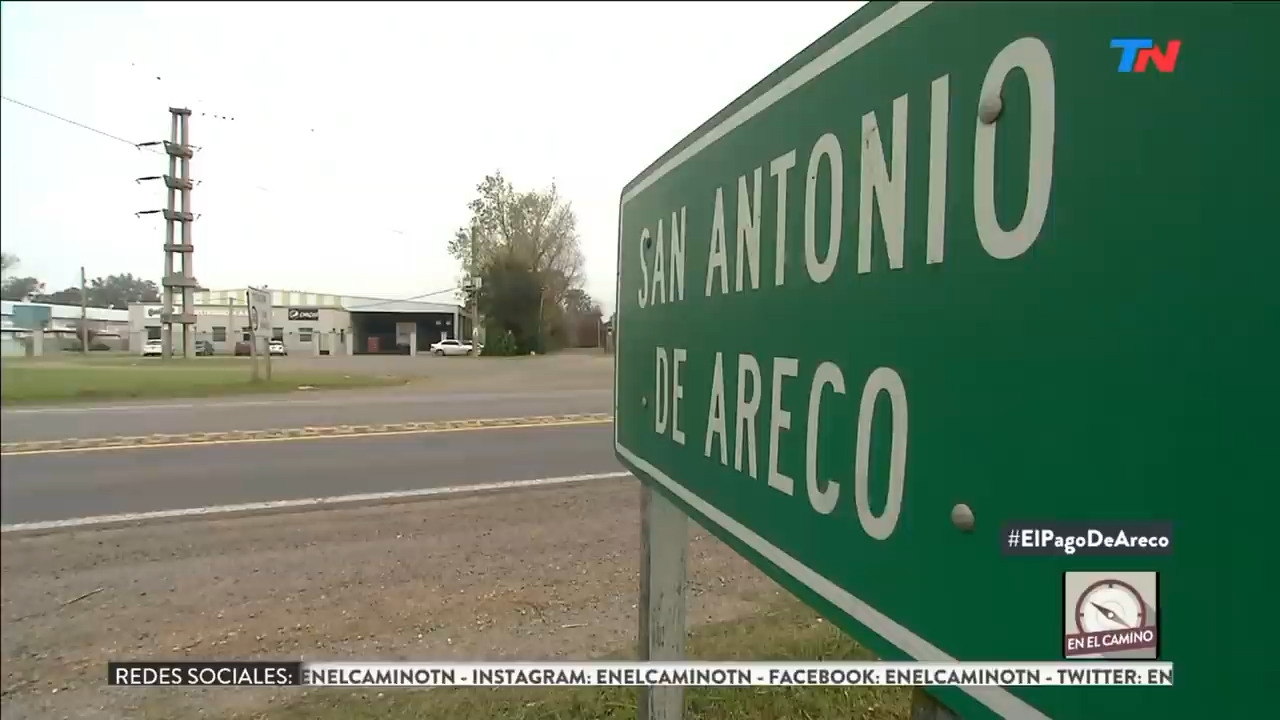 TN
SAN ANTONIO
DE ARECO
#ElPagoDeAreco
EN EL CAMINO
REDES SOCIALES: ENELCAMINOTN - INSTAGRAM: ENELCAMINOTN - FACEBOOK: ENELCAMINOTN - TWITTER: EN